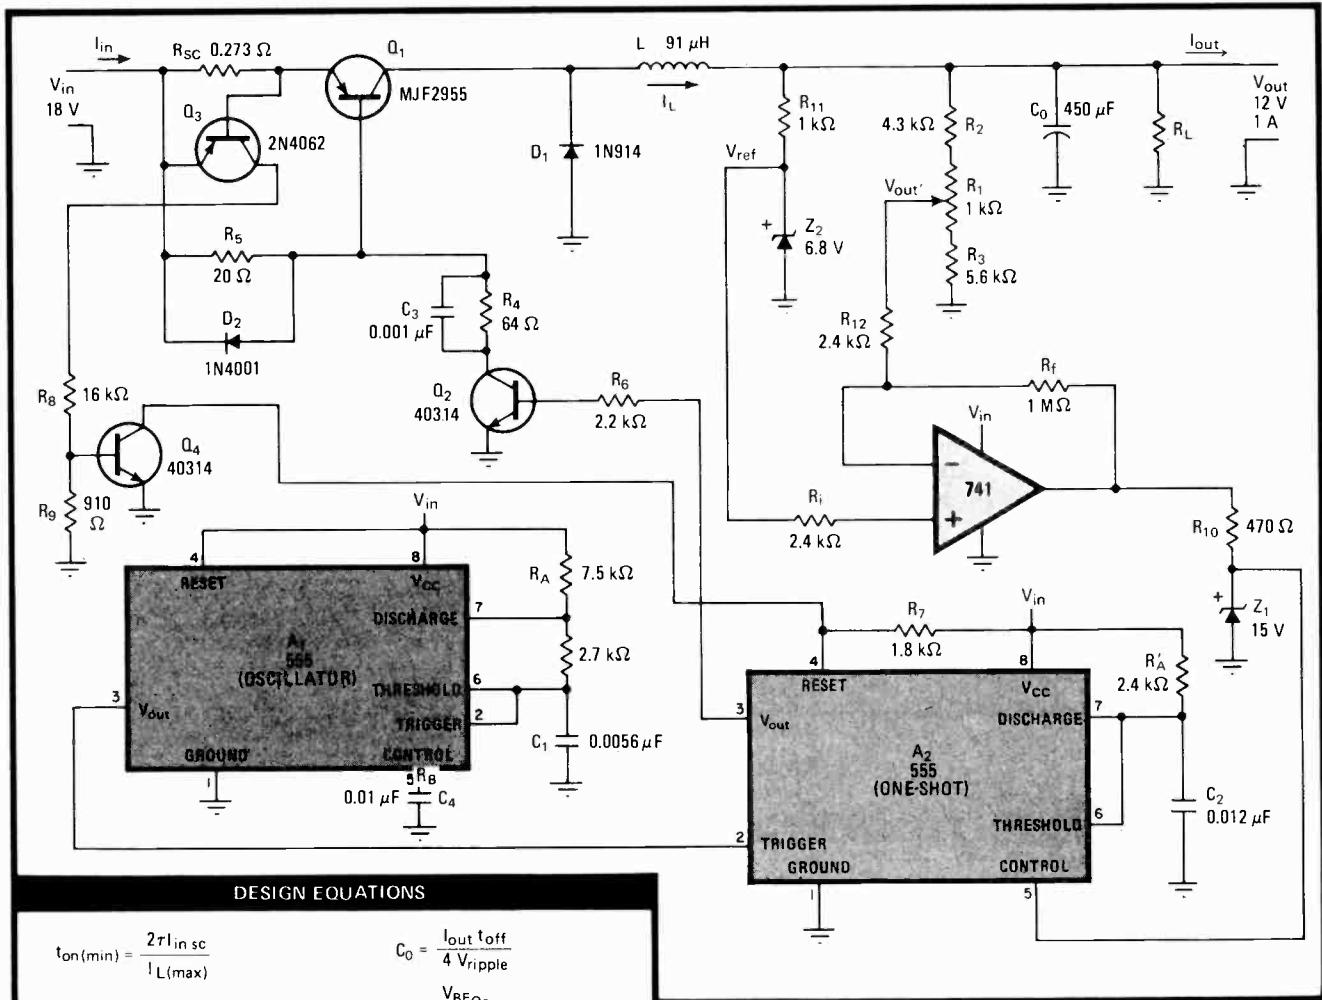 I_in
R_SC 0.273 Ω
Q_1
MJF2955
L 91 μH
I_L
I_out
V_in
18 V
Q_3
2N4062
D_1
1N914
R_11
1 kΩ
4.3 kΩ
R_2
C_0
450 μF
R_L
V_out
12 V
1 A
V_ref
V_out'
R_1
1 kΩ
Z_2
6.8 V
+
R_3
5.6 kΩ
R_5
20 Ω
D_2
1N4001
C_3
0.001 μF
R_4
64 Ω
R_12
2.4 kΩ
R_f
1 MΩ
R_8
16 kΩ
Q_4
40314
R_9
910
Ω
Q_2
40314
R_6
2.2 kΩ
V_in
−
741
+
R_i
2.4 kΩ
R_10
470 Ω
+
Z_1
15 V
V_in
4
8
RESET
V_CC
R_A
7.5 kΩ
DISCHARGE
7
A_1
555
(OSCILLATOR)
2.7 kΩ
THRESHOLD
6
TRIGGER
2
3
V_out
C_1
0.0056 μF
GROUND
CONTROL
1
5
R_B
0.01 μF
C_4
R_7
1.8 kΩ
V_in
4
8
RESET
V_CC
R_A'
2.4 kΩ
3
V_out
DISCHARGE
7
A_2
555
(ONE-SHOT)
C_2
0.012 μF
THRESHOLD
6
2
TRIGGER
GROUND
CONTROL
1
5
DESIGN EQUATIONS
t_on(min) = 2τI_in sc / I_L(max)
C_0 = I_out t_off / 4 V_ripple